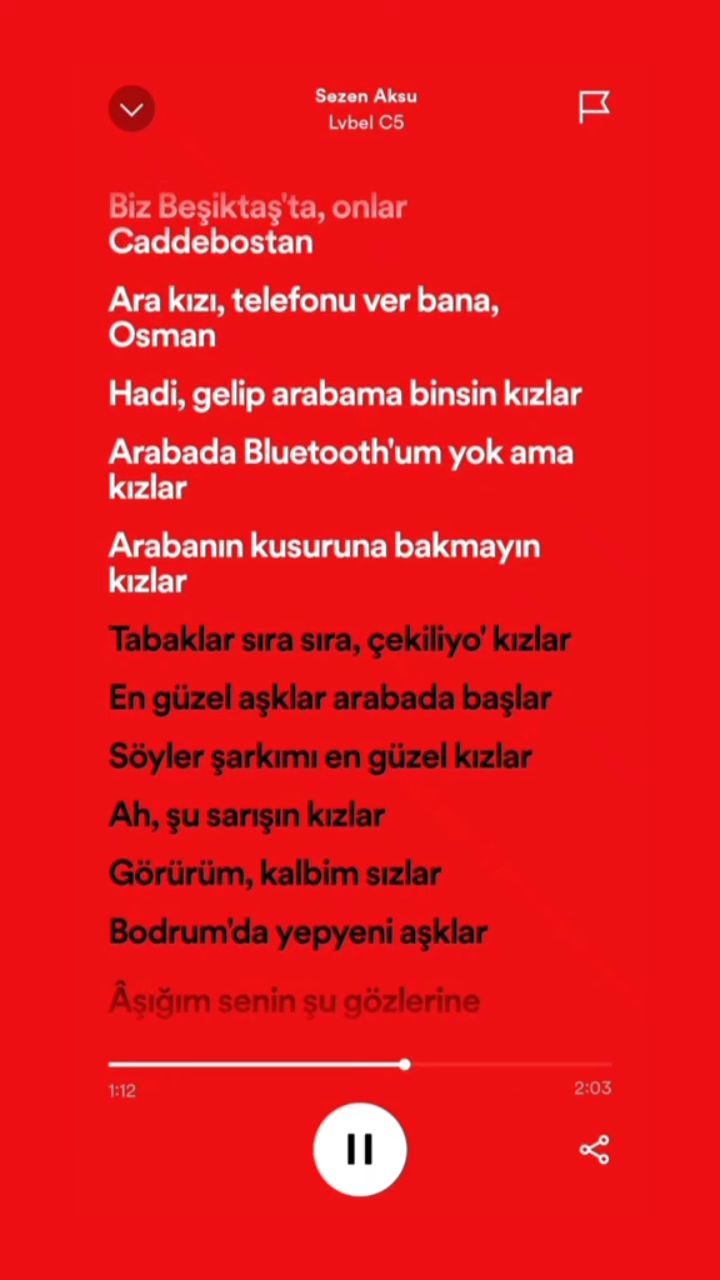 Sezen Aksu
Lvbel C5
Biz Beşiktaş'ta, onlar
Caddebostan
Ara kızı, telefonu ver bana,
Osman
Hadi, gelip arabama binsin kızlar
Arabada Bluetooth'um yok ama
kızlar
Arabanın kusuruna bakmayın
kızlar
Tabaklar sıra sıra, çekiliyo' kızlar
En güzel aşklar arabada başlar
Söyler şarkımı en güzel kızlar
Ah, şu sarışın kızlar
Görürüm, kalbim sızlar
Bodrum'da yepyeni aşklar
Âşığım senin şu gözlerine
1:12
2:03